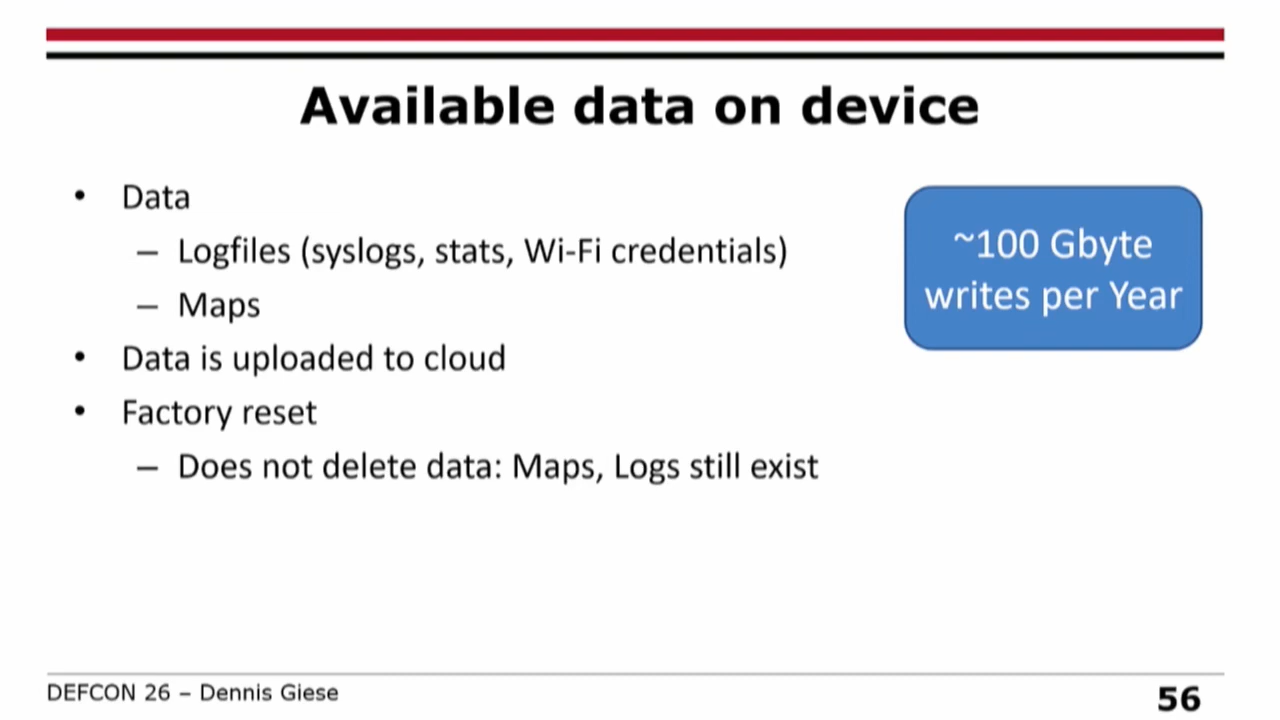 Available data on device
• Data
– Logfiles (syslogs, stats, Wi-Fi credentials)
– Maps
• Data is uploaded to cloud
• Factory reset
– Does not delete data: Maps, Logs still exist
~100 Gbyte
writes per Year
DEFCON 26 – Dennis Giese
56